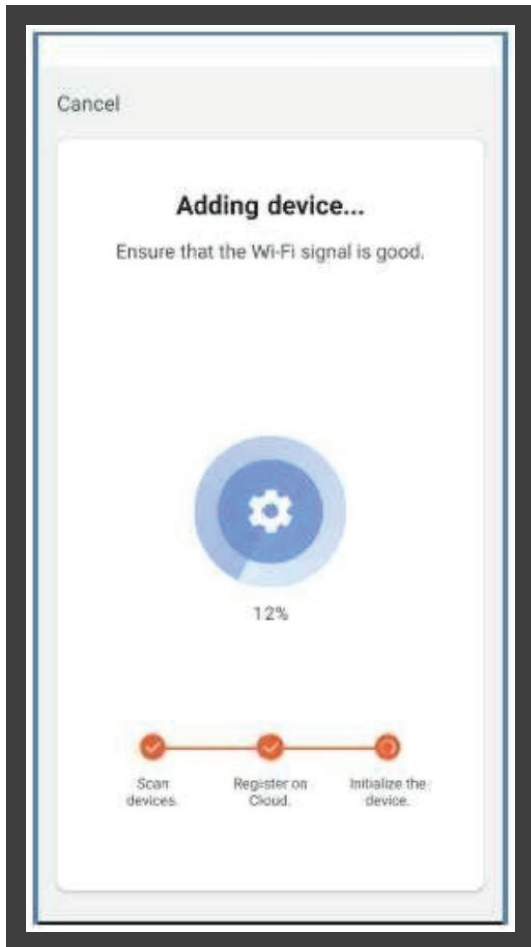 Cancel
Adding device...
Ensure that the Wi-Fi signal is good.
12%
Scan
devices.
Register on
Cloud.
Initialize the
device.